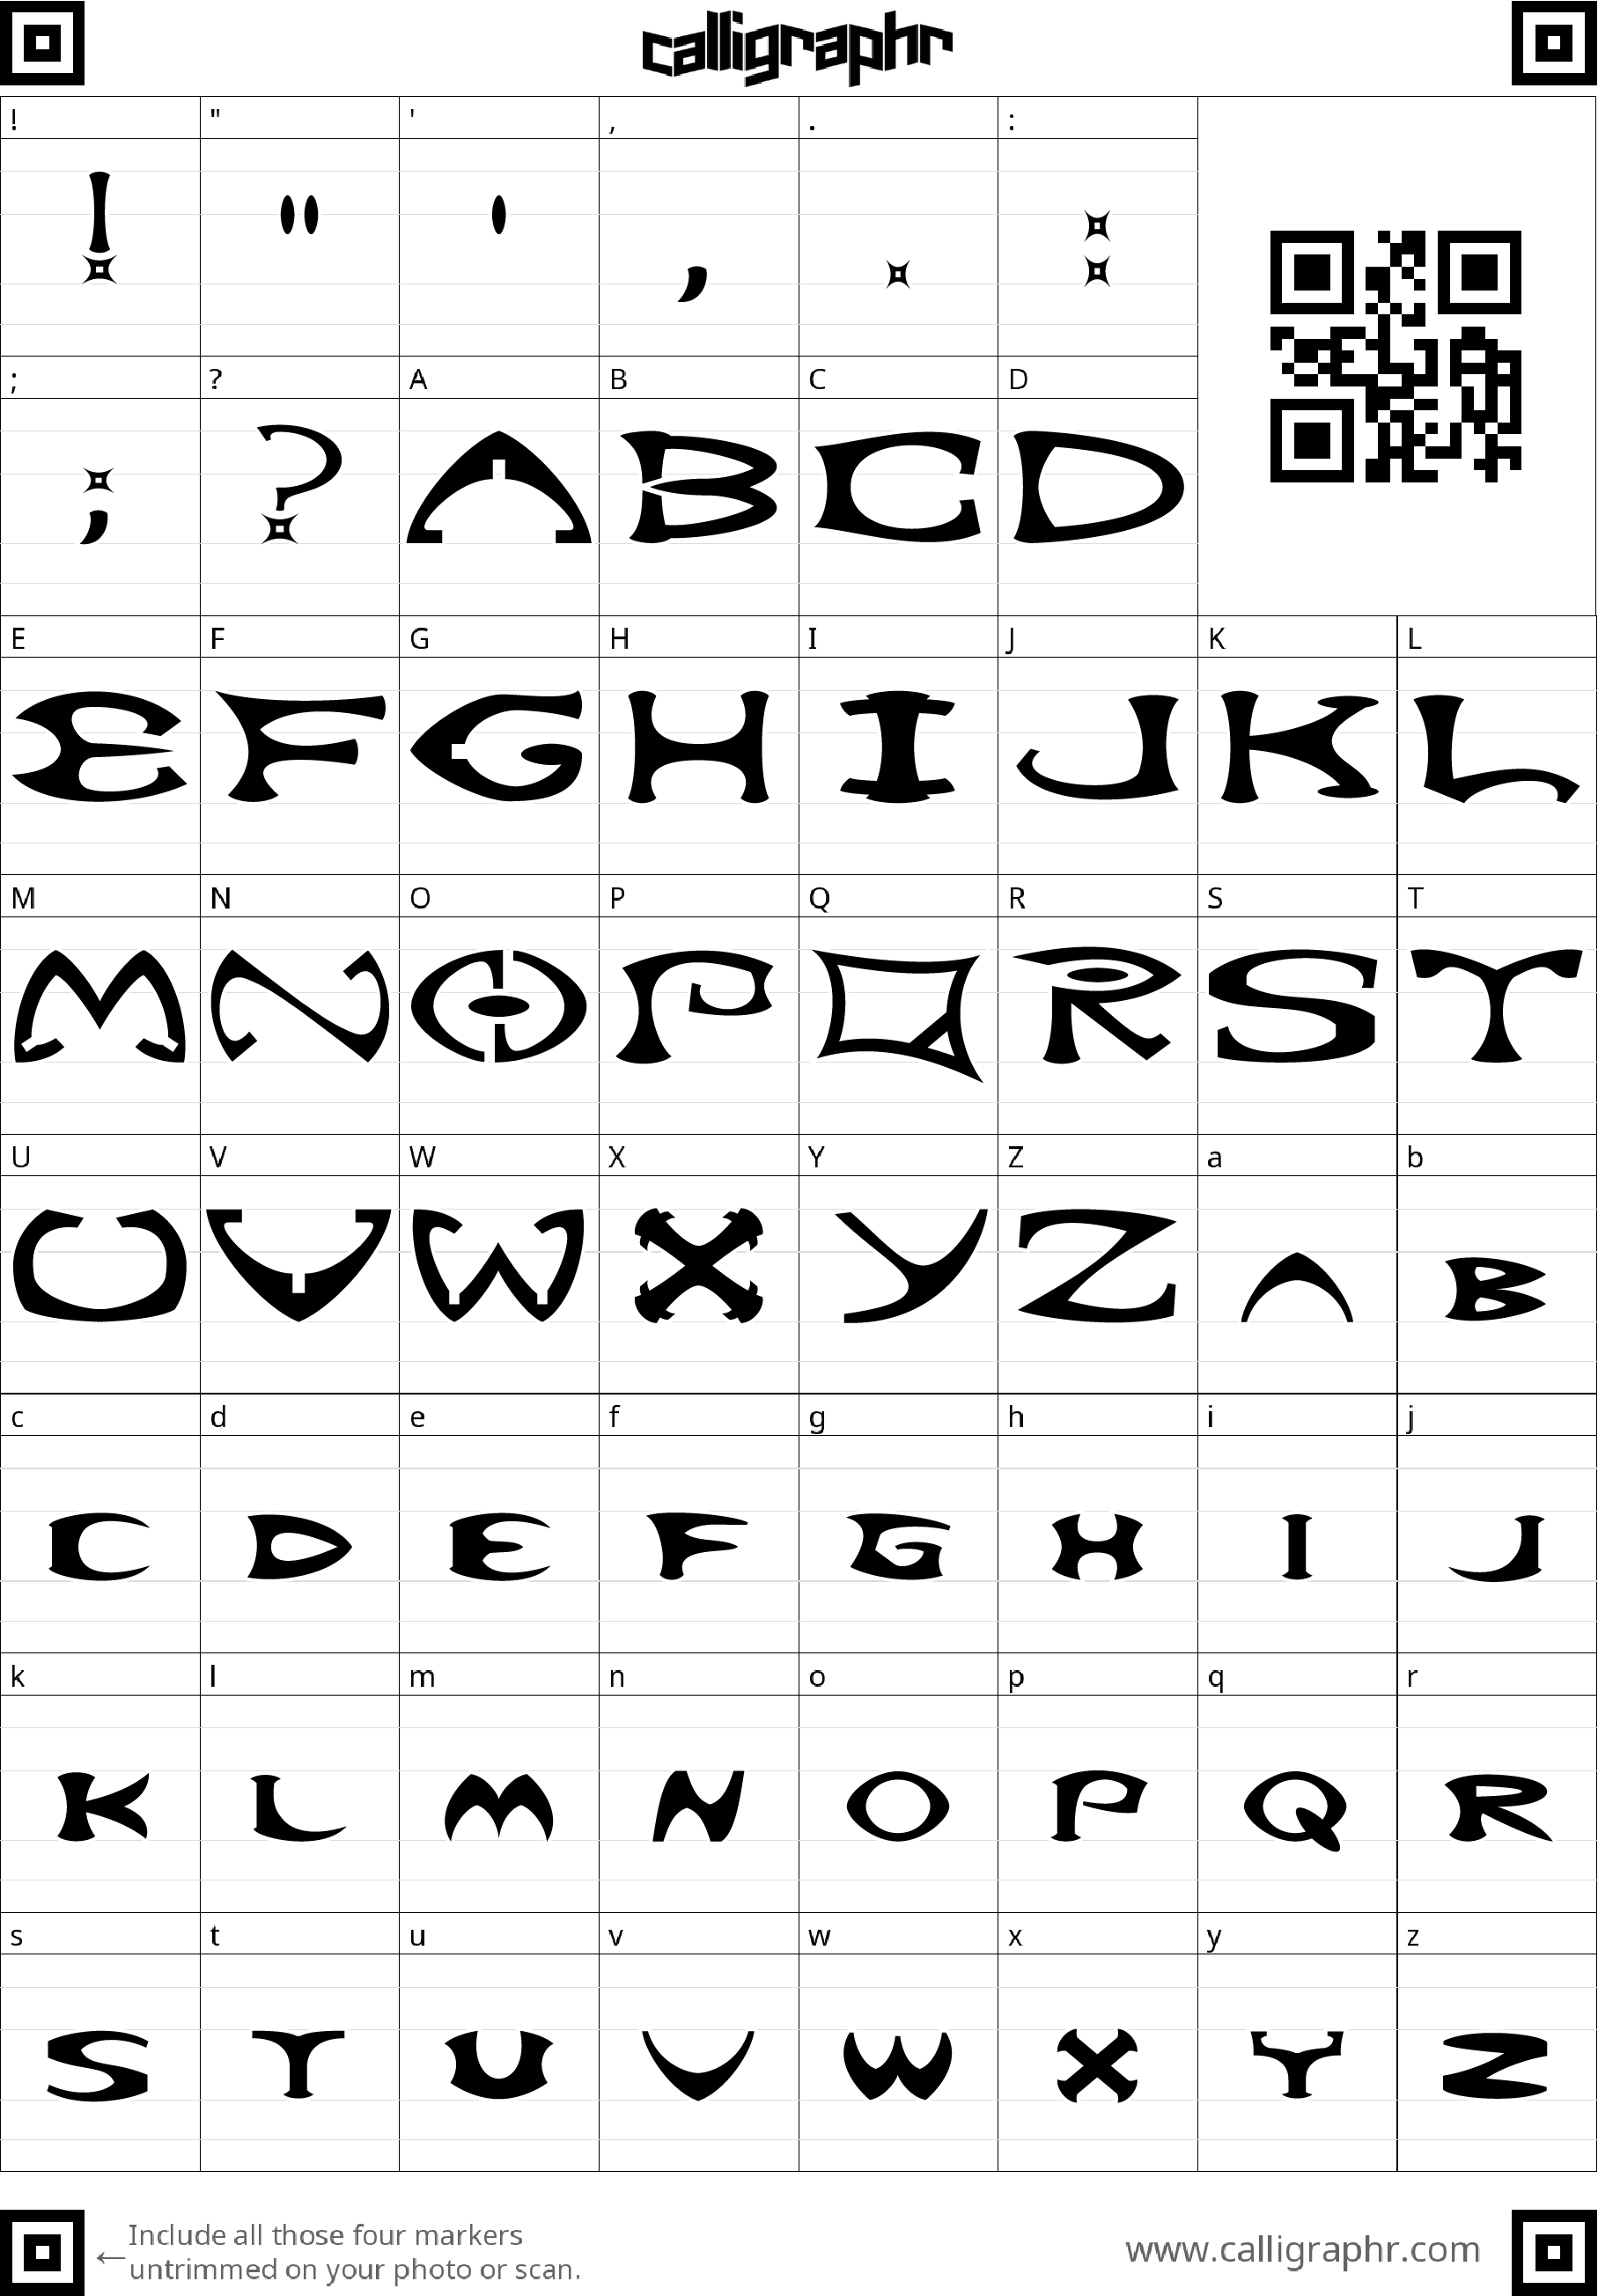 calligraphr
! " ' , . :
! " ' , . :
; ? A B C D
; ? A B C D
E F G H I J K L
E F G H I J K L
M N O P Q R S T
M N O P Q R S T
U V W X Y Z a b
U V W X Y Z a b
c d e f g h i j
c d e f g h i j
k l m n o p q r
k l m n o p q r
s t u v w x y z
s t u v w x y z
←Include all those four markers
untrimmed on your photo or scan.
www.calligraphr.com